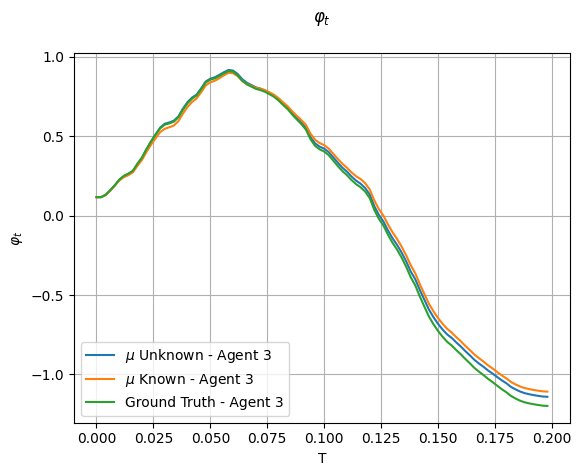 φt
1.0
0.5
0.0
−0.5
−1.0
φt
μ Unknown - Agent 3
μ Known - Agent 3
Ground Truth - Agent 3
0.000 0.025 0.050 0.075 0.100 0.125 0.150 0.175 0.200
T